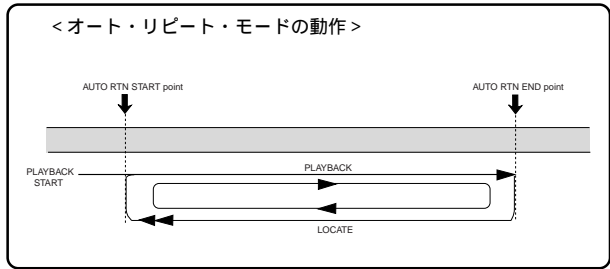 <オート・リピート・モードの動作>
AUTO RTN START point
AUTO RTN END point
PLAYBACK
START
PLAYBACK
LOCATE